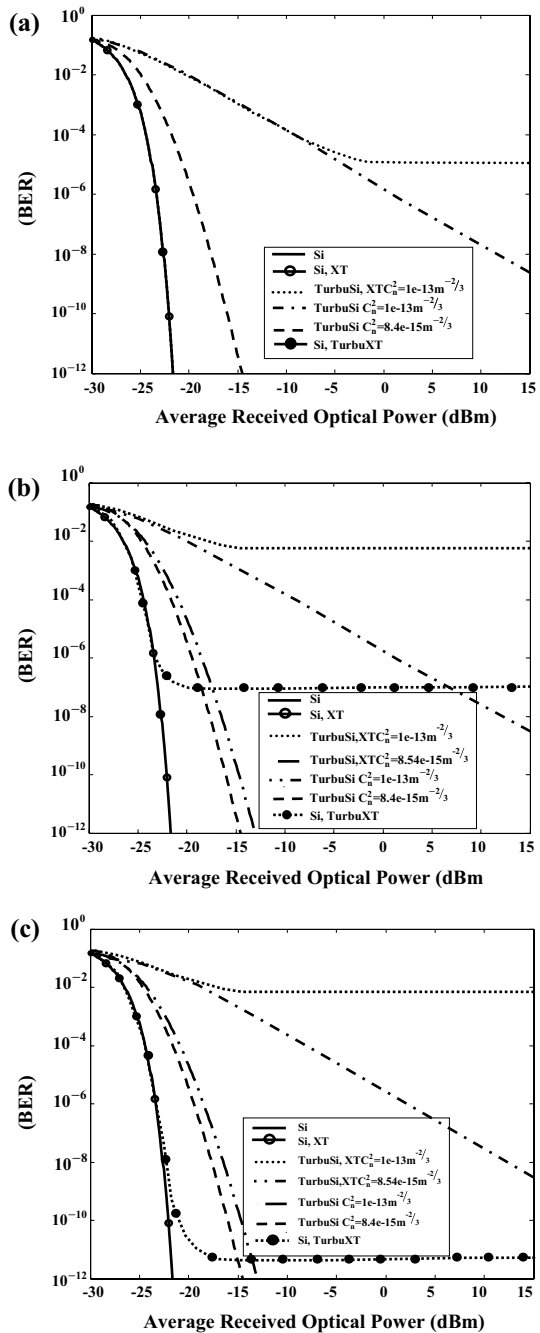 (a)
10^0
10^-2
10^-4
10^-6
10^-8
10^-10
10^-12
(BER)
Si
Si, XT
TurbuSi, XTC_n^2=1e-13m^-2/3
TurbuSi C_n^2=1e-13m^-2/3
TurbuSi C_n^2=8.4e-15m^-2/3
Si, TurbuXT
-30 -25 -20 -15 -10 -5 0 5 10 15
Average Received Optical Power (dBm)
(b)
10^0
10^-2
10^-4
10^-6
10^-8
10^-10
10^-12
(BER)
Si
Si, XT
TurbuSi,XTC_n^2=1e-13m^-2/3
TurbuSi,XTC_n^2=8.54e-15m^-2/3
TurbuSi C_n^2=1e-13m^-2/3
TurbuSi C_n^2=8.4e-15m^-2/3
Si, TurbuXT
-30 -25 -20 -15 -10 -5 0 5 10 15
Average Received Optical Power (dBm
(c)
10^0
10^-2
10^-4
10^-6
10^-8
10^-10
10^-12
(BER)
Si
Si, XT
TurbuSi, XTC_n^2=1e-13m^-2/3
TurbuSi,XTC_n^2=8.54e-15m^-2/3
TurbuSi C_n^2=1e-13m^-2/3
TurbuSi C_n^2=8.4e-15m^-2/3
Si, TurbuXT
-30 -25 -20 -15 -10 -5 0 5 10 15
Average Received Optical Power (dBm)